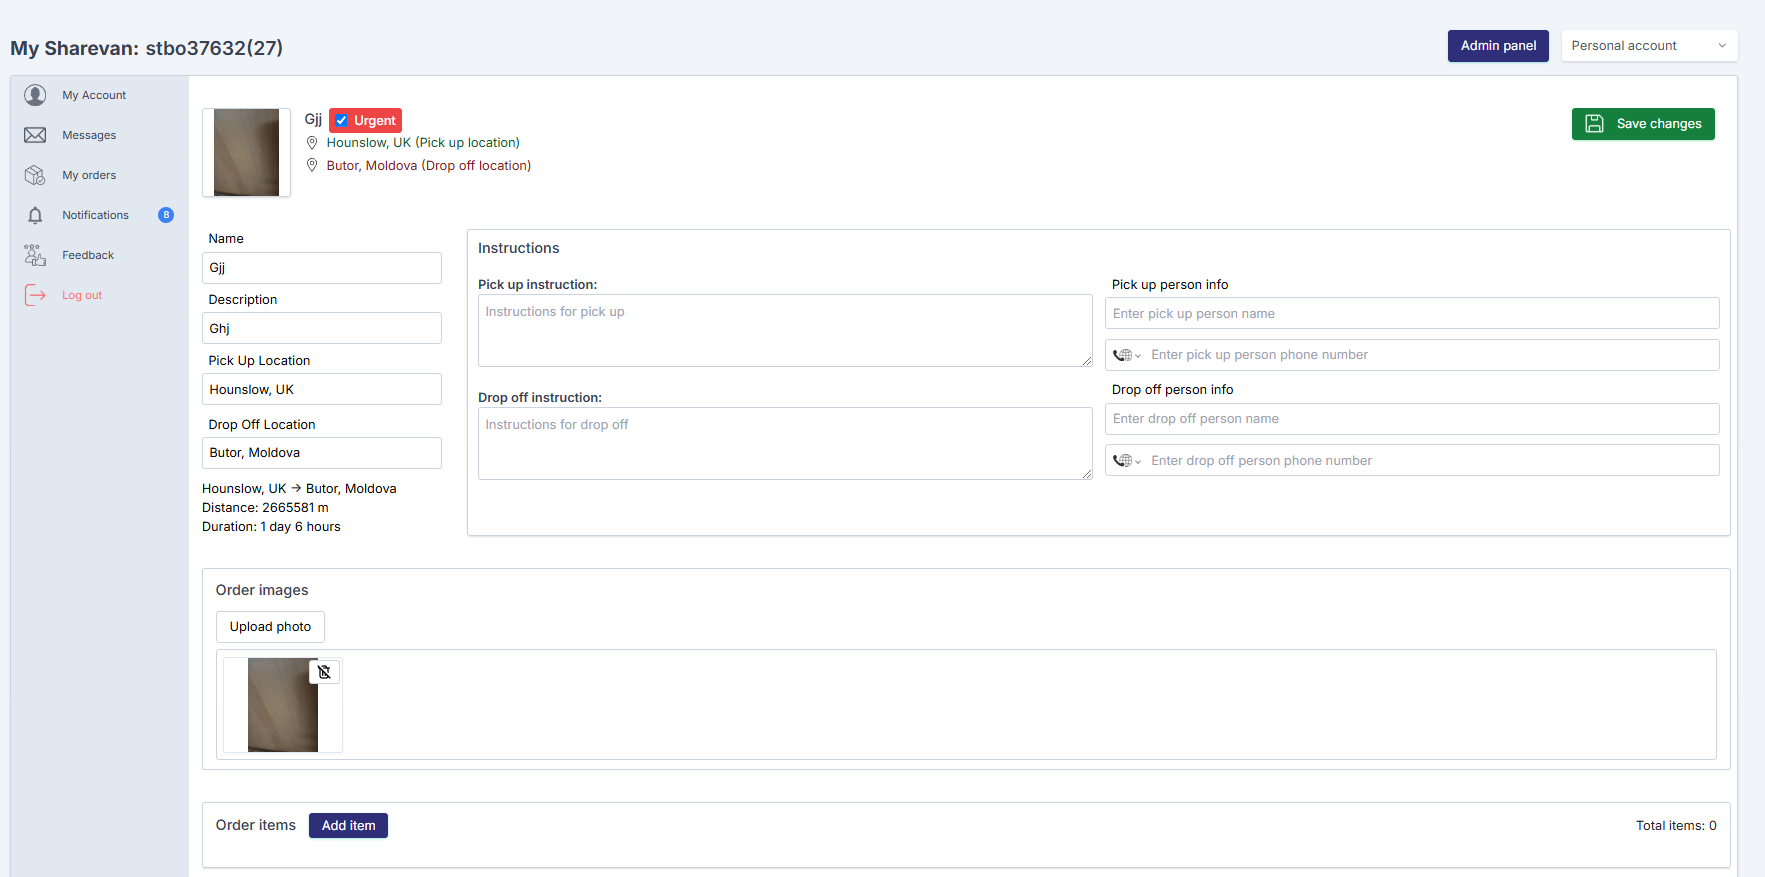 My Sharevan: stbo37632(27)
Admin panel
Personal account
My Account
Messages
My orders
Notifications
8
Feedback
Log out
Gjj
Urgent
Hounslow, UK (Pick up location)
Butor, Moldova (Drop off location)
Save changes
Name
Gjj
Description
Ghj
Pick Up Location
Hounslow, UK
Drop Off Location
Butor, Moldova
Hounslow, UK → Butor, Moldova
Distance: 2665581 m
Duration: 1 day 6 hours
Instructions
Pick up instruction:
Instructions for pick up
Drop off instruction:
Instructions for drop off
Pick up person info
Enter pick up person name
Enter pick up person phone number
Drop off person info
Enter drop off person name
Enter drop off person phone number
Order images
Upload photo
Order items
Add item
Total items: 0